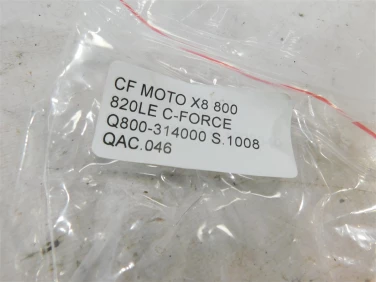 CF MOTO X8 800
820LE C-FORCE
Q800-314000 S.1008
QAC.046